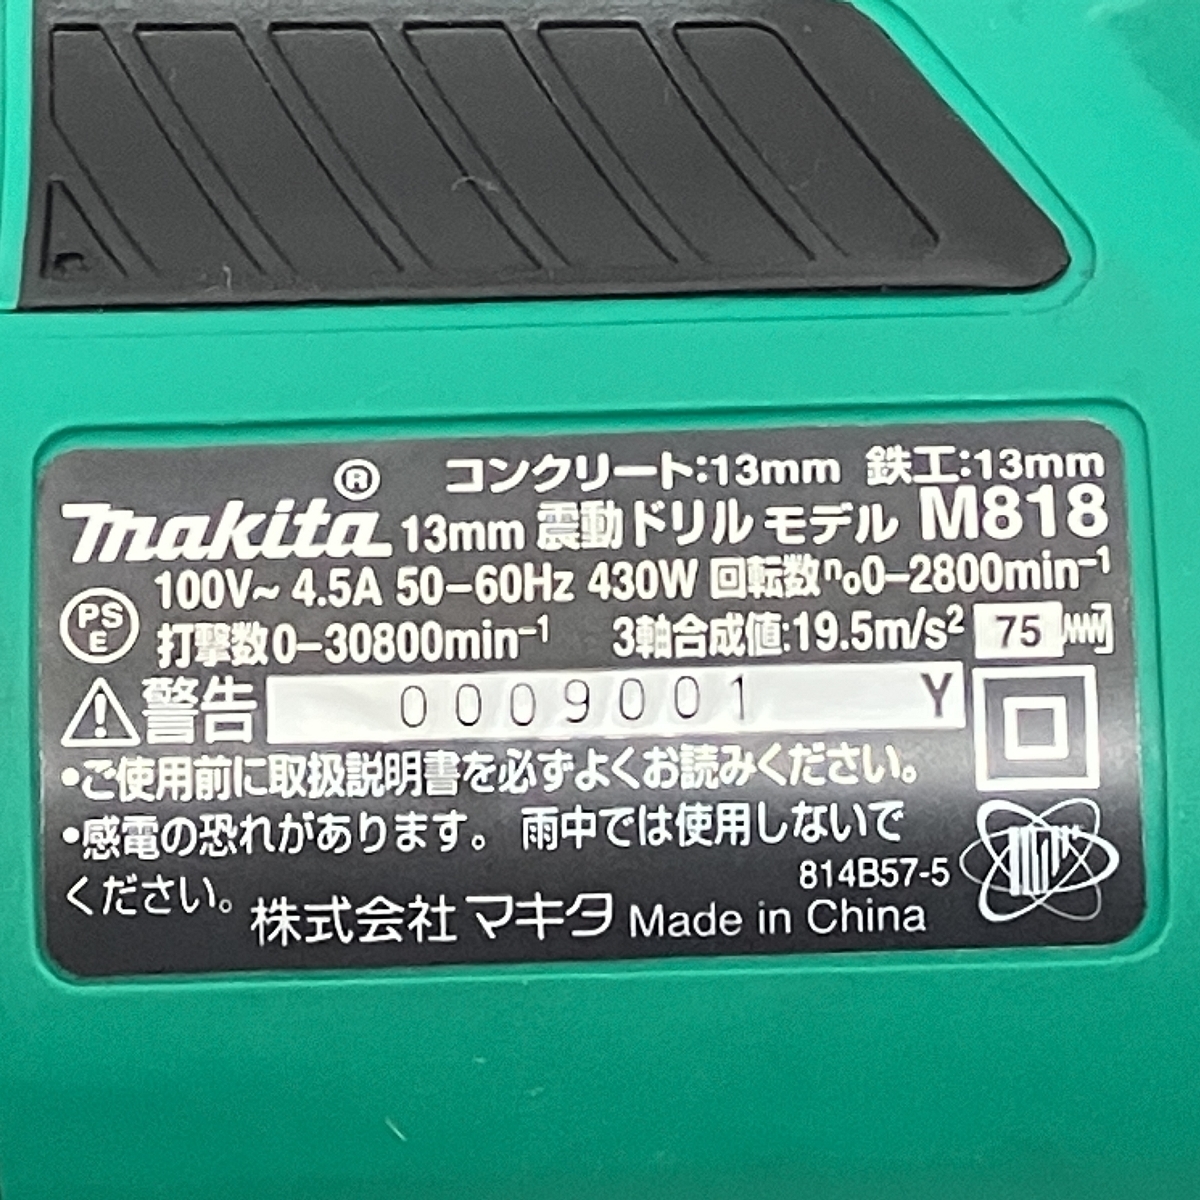 コンクリート:13mm 鉄工:13mm
makita® 13mm 震動ドリル モデル M818
100V~ 4.5A 50-60Hz 430W 回転数n₀0-2800min⁻¹
PSE 打撃数0-30800min⁻¹ 3軸合成値:19.5m/s² 75
警告 0009001 Y
•ご使用前に取扱説明書を必ずよくお読みください。
•感電の恐れがあります。 雨中では使用しないで
ください。
814B57-5
株式会社マキタ Made in China